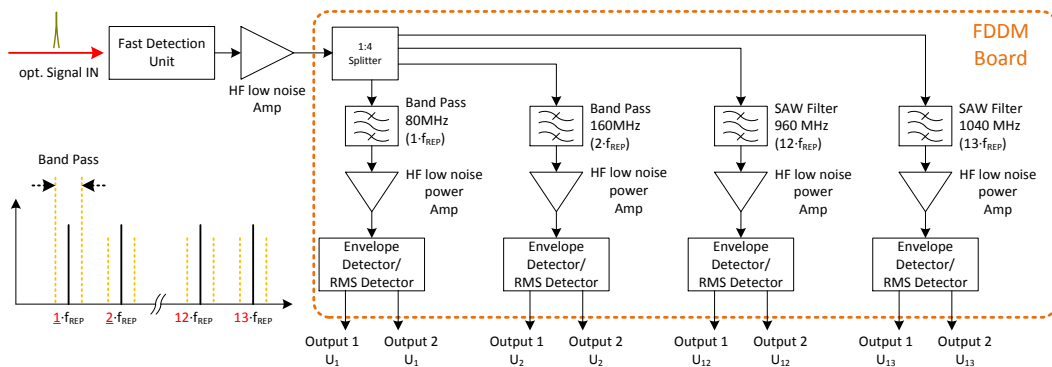 opt. Signal IN
Fast Detection
Unit
HF low noise
Amp
1:4
Splitter
FDDM
Board
Band Pass
80MHz
(1·fREP)
Band Pass
160MHz
(2·fREP)
SAW Filter
960 MHz
(12·fREP)
SAW Filter
1040 MHz
(13·fREP)
HF low noise
power
Amp
HF low noise
power
Amp
HF low noise
power
Amp
HF low noise
power
Amp
Envelope
Detector/
RMS Detector
Envelope
Detector/
RMS Detector
Envelope
Detector/
RMS Detector
Envelope
Detector/
RMS Detector
Output 1
U1
Output 2
U1
Output 1
U2
Output 2
U2
Output 1
U12
Output 2
U12
Output 1
U13
Output 2
U13
Band Pass
1·fREP
2·fREP
12·fREP
13·fREP